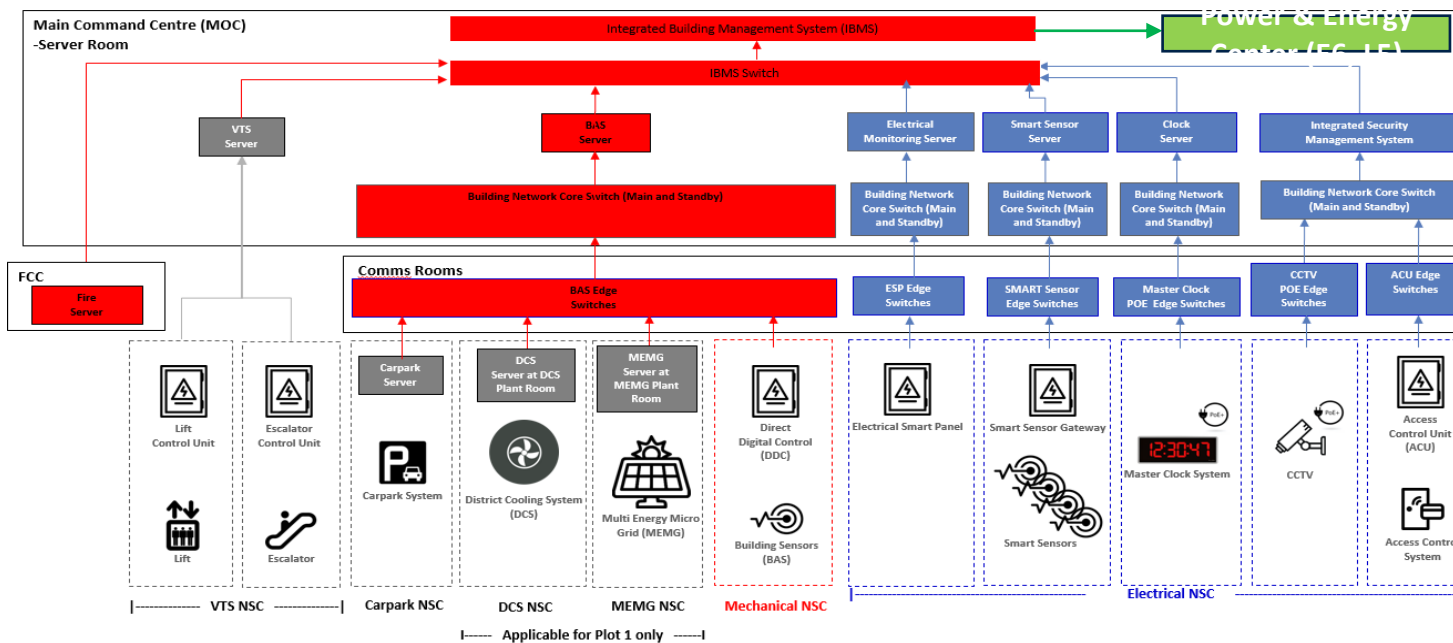 Main Command Centre (MOC)
-Server Room
Integrated Building Management System (IBMS)
Power & Energy
Center (E6, L5)
IBMS Switch
VTS
Server
BAS
Server
Electrical
Monitoring Server
Smart Sensor
Server
Clock
Server
Integrated Security
Management System
Building Network Core Switch (Main and Standby)
Building Network
Core Switch (Main
and Standby)
Building Network
Core Switch (Main
and Standby)
Building Network
Core Switch (Main
and Standby)
Building Network Core Switch
(Main and Standby)
FCC
Fire
Server
Comms Rooms
BAS Edge
Switches
ESP Edge
Switches
SMART Sensor
Edge Switches
Master Clock
POE Edge Switches
CCTV
POE Edge
Switches
ACU Edge
Switches
Carpark
Server
DCS
Server at DCS
Plant Room
MEMG
Server at
MEMG Plant
Room
Lift
Control Unit
Escalator
Control Unit
Carpark System
District Cooling System
(DCS)
Multi Energy Micro
Grid (MEMG)
Direct
Digital Control
(DDC)
Electrical Smart Panel
Smart Sensor Gateway
PoE+
12:30:47
Master Clock System
PoE+
CCTV
Access
Control Unit
(ACU)
Lift
Escalator
Building Sensors
(BAS)
Smart Sensors
Access Control
System
|--------------- VTS NSC ---------------|
Carpark NSC
DCS NSC
MEMG NSC
Mechanical NSC
Electrical NSC
|------ Applicable for Plot 1 only ------|